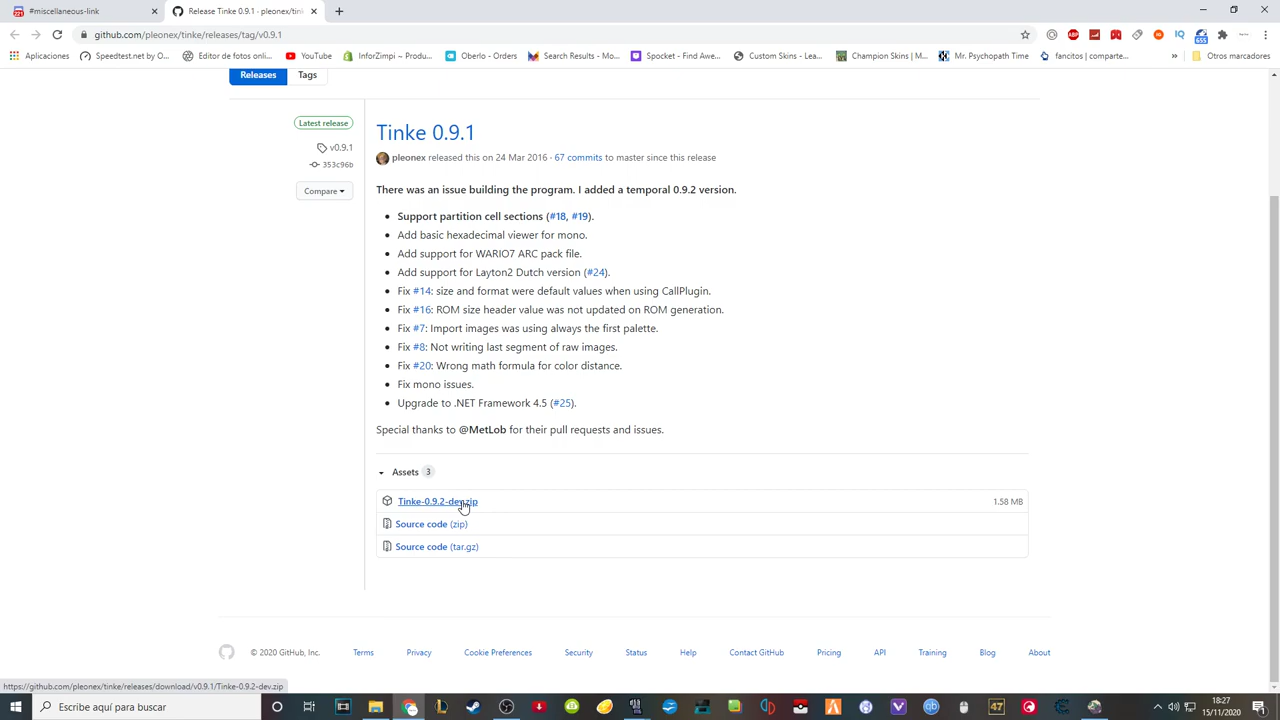 #miscellaneous-link
Release Tinke 0.9.1 · pleonex/tink
github.com/pleonex/tinke/releases/tag/v0.9.1
Aplicaciones
Speedtest.net by O...
Editor de fotos onli...
YouTube
InforZimpi ~ Produ...
Oberlo - Orders
Search Results - Mo...
Spocket - Find Awe...
Custom Skins - Lea...
Champion Skins | M...
Mr. Psychopath Time
fancitos | comparte...
»
Otros marcadores
Releases
Tags
Latest release
v0.9.1
353c96b
Compare
Tinke 0.9.1
pleonex released this on 24 Mar 2016 · 67 commits to master since this release
There was an issue building the program. I added a temporal 0.9.2 version.
Support partition cell sections (#18, #19).
Add basic hexadecimal viewer for mono.
Add support for WARIO7 ARC pack file.
Add support for Layton2 Dutch version (#24).
Fix #14: size and format were default values when using CallPlugin.
Fix #16: ROM size header value was not updated on ROM generation.
Fix #7: Import images was using always the first palette.
Fix #8: Not writing last segment of raw images.
Fix #20: Wrong math formula for color distance.
Fix mono issues.
Upgrade to .NET Framework 4.5 (#25).
Special thanks to @MetLob for their pull requests and issues.
Assets 3
Tinke-0.9.2-dev.zip
1.58 MB
Source code (zip)
Source code (tar.gz)
© 2020 GitHub, Inc.
Terms
Privacy
Cookie Preferences
Security
Status
Help
Contact GitHub
Pricing
API
Training
Blog
About
https://github.com/pleonex/tinke/releases/download/v0.9.1/Tinke-0.9.2-dev.zip
Escribe aquí para buscar
18:27
15/11/2020